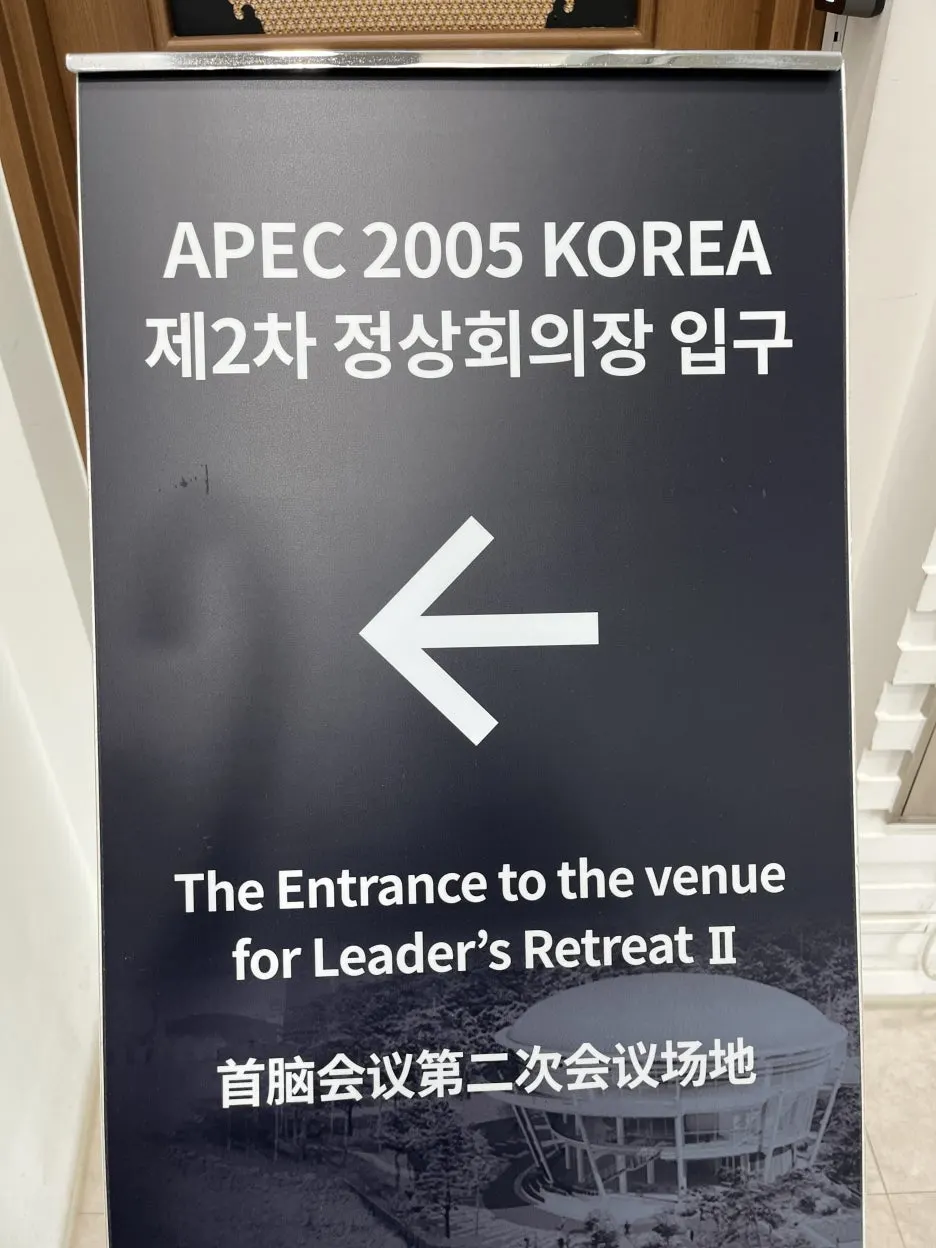 APEC 2005 KOREA
제2차 정상회의장 입구
The Entrance to the venue
for Leader’s Retreat Ⅱ
首脑会议第二次会议场地